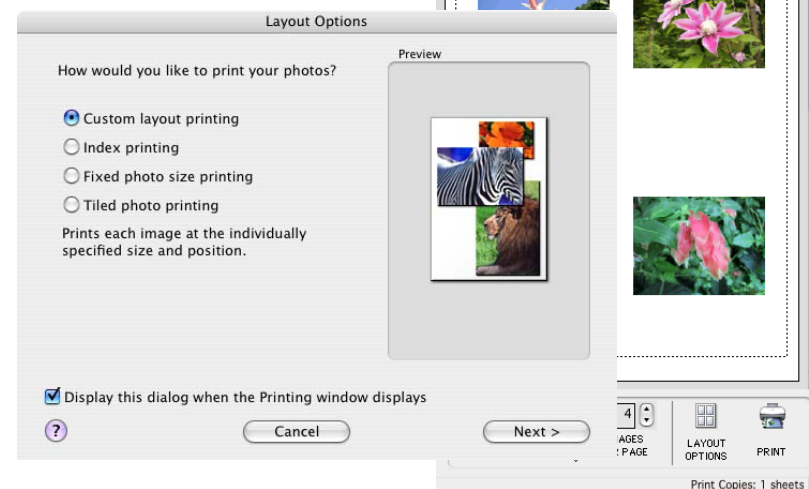 Layout Options
How would you like to print your photos?
Preview
Custom layout printing
Index printing
Fixed photo size printing
Tiled photo printing
Prints each image at the individually
specified size and position.
Display this dialog when the Printing window displays
?
Cancel
Next >
4
PAGE
LAYOUT
OPTIONS
PRINT
Print Copies: 1 sheets